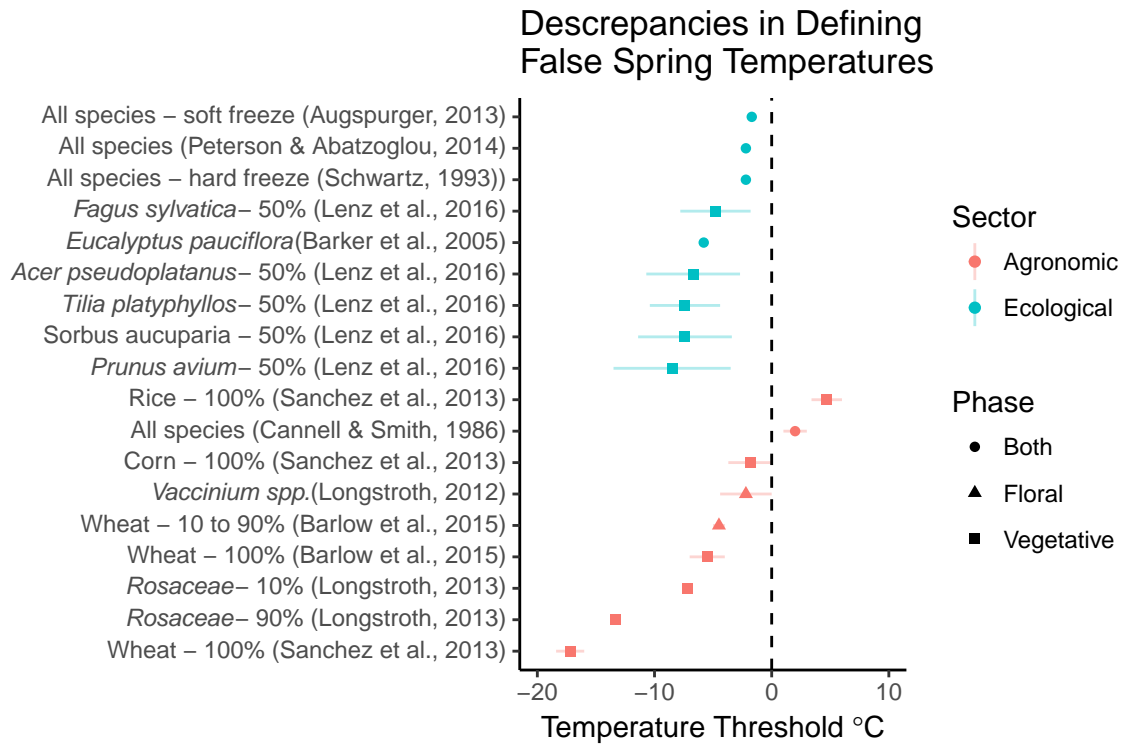 Descrepancies in Defining
False Spring Temperatures
All species − soft freeze (Augspurger, 2013)
All species (Peterson & Abatzoglou, 2014)
All species − hard freeze (Schwartz, 1993))
Fagus sylvatica− 50% (Lenz et al., 2016)
Eucalyptus pauciflora(Barker et al., 2005)
Acer pseudoplatanus− 50% (Lenz et al., 2016)
Tilia platyphyllos− 50% (Lenz et al., 2016)
Sorbus aucuparia − 50% (Lenz et al., 2016)
Prunus avium− 50% (Lenz et al., 2016)
Rice − 100% (Sanchez et al., 2013)
All species (Cannell & Smith, 1986)
Corn − 100% (Sanchez et al., 2013)
Vaccinium spp.(Longstroth, 2012)
Wheat − 10 to 90% (Barlow et al., 2015)
Wheat − 100% (Barlow et al., 2015)
Rosaceae− 10% (Longstroth, 2013)
Rosaceae− 90% (Longstroth, 2013)
Wheat − 100% (Sanchez et al., 2013)
−20 −10 0 10
Temperature Threshold °C
Sector
Agronomic
Ecological
Phase
Both
Floral
Vegetative